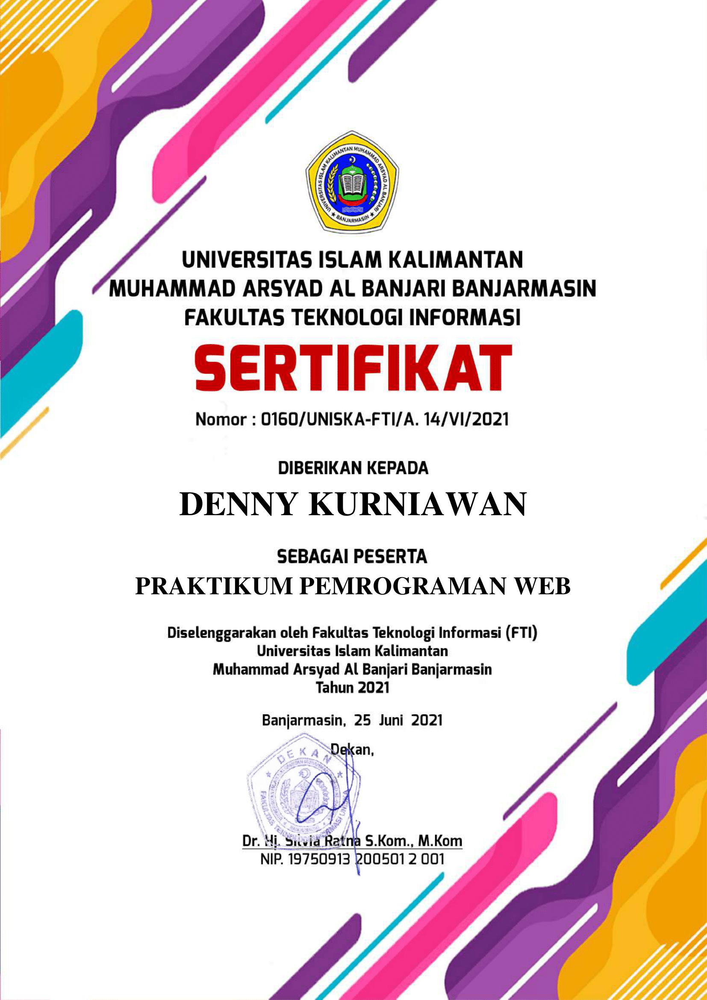 UNIVERSITAS ISLAM KALIMANTAN MUHAMMAD ARSYAD AL BANJARI
★ BANJARMASIN ★
UNIVERSITAS ISLAM KALIMANTAN
MUHAMMAD ARSYAD AL BANJARI BANJARMASIN
FAKULTAS TEKNOLOGI INFORMASI
SERTIFIKAT
Nomor : 0160/UNISKA-FTI/A. 14/VI/2021
DIBERIKAN KEPADA
DENNY KURNIAWAN
SEBAGAI PESERTA
PRAKTIKUM PEMROGRAMAN WEB
Diselenggarakan oleh Fakultas Teknologi Informasi (FTI)
Universitas Islam Kalimantan
Muhammad Arsyad Al Banjari Banjarmasin
Tahun 2021
Banjarmasin, 25 Juni 2021
Dekan,
DEKAN
FAKULTAS TEKNOLOGI INFORMASI UNISKA
Dr. Hj. Silvia Ratna S.Kom., M.Kom
NIP. 19750913 200501 2 001